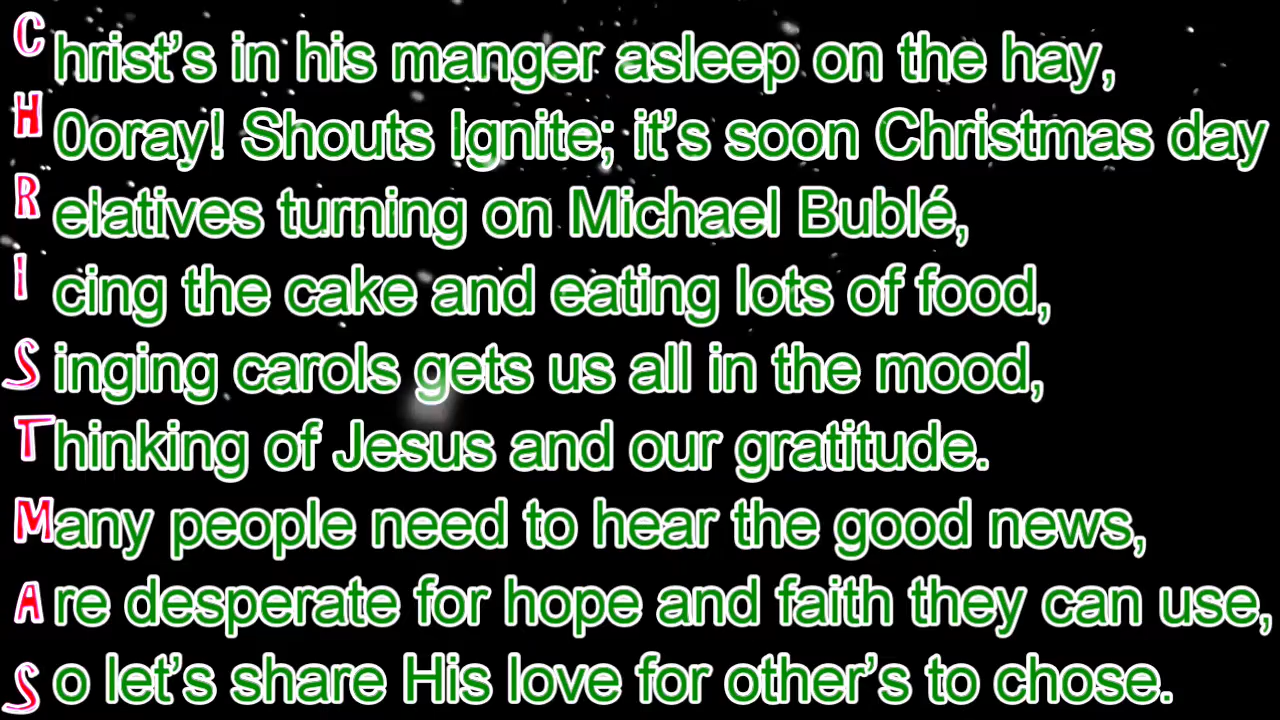 Christ's in his manger asleep on the hay,
H0oray! Shouts Ignite; it's soon Christmas day
Relatives turning on Michael Bublé,
Icing the cake and eating lots of food,
Singing carols gets us all in the mood,
Thinking of Jesus and our gratitude.
Many people need to hear the good news,
Are desperate for hope and faith they can use,
So let's share His love for other's to chose.